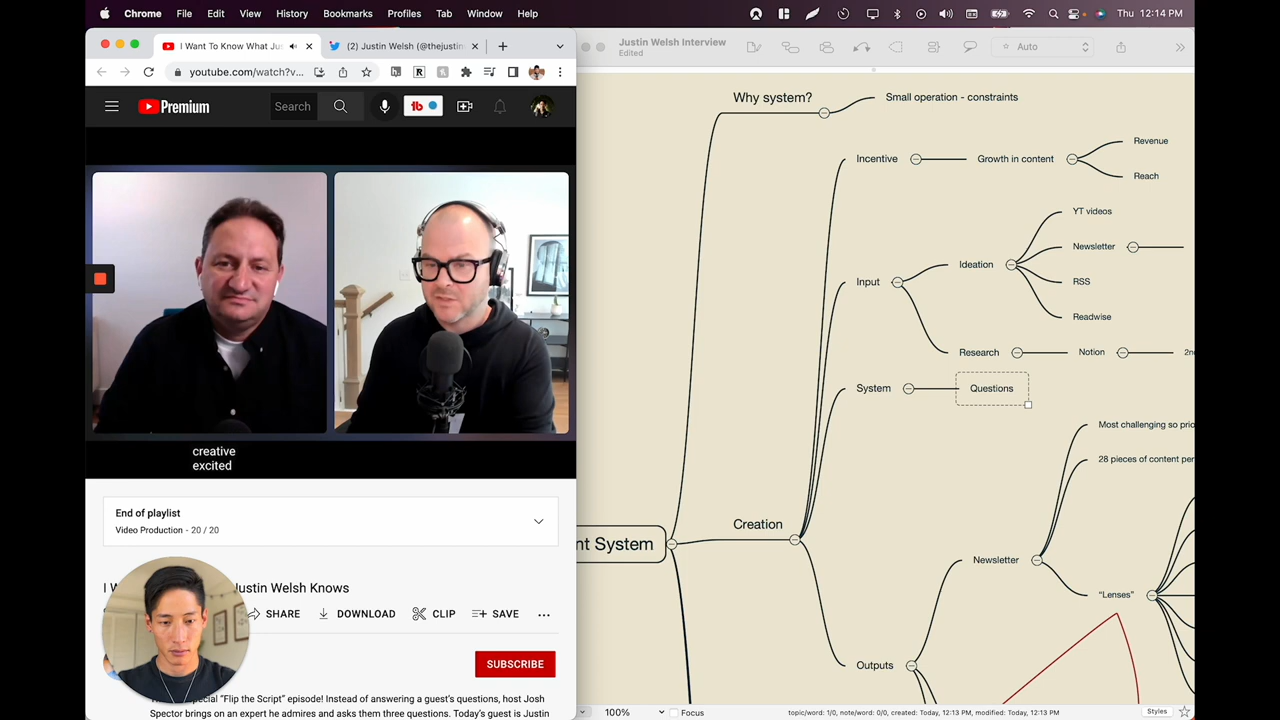 Chrome File Edit View History Bookmarks Profiles Tab Window Help
Thu 12:14 PM
I Want To Know What Jus
(2) Justin Welsh (@thejustin
youtube.com/watch?v...
Premium
Search
1b
creative
excited
End of playlist
Video Production - 20 / 20
Justin Welsh Knows
SHARE DOWNLOAD CLIP SAVE
SUBSCRIBE
special "Flip the Script" episode! Instead of answering a guest's questions, host Josh
Spector brings on an expert he admires and asks them three questions. Today's guest is Justin
Justin Welsh Interview
Edited
Auto
Why system?
Small operation - constraints
Incentive
Growth in content
Revenue
Reach
Input
Ideation
YT videos
Newsletter
RSS
Readwise
Research
Notion
System
Questions
Creation
nt System
Most challenging so prio
28 pieces of content per
Newsletter
"Lenses"
Outputs
100%
Focus
topic/word: 1/0, note/word: 0/0, created: Today, 12:13 PM, modified: Today, 12:13 PM
Styles